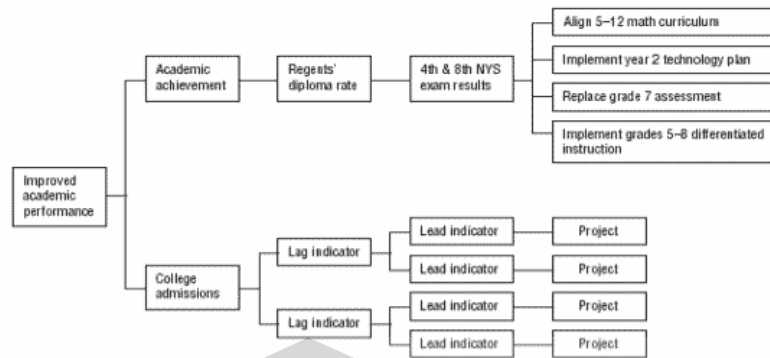 Align 5–12 math curriculum
Academic
achievement
Regents'
diploma rate
4th & 8th NYS
exam results
Implement year 2 technology plan
Replace grade 7 assessment
Implement grades 5–8 differentiated
instruction
Improved
academic
performance
Lead indicator
Project
Lag indicator
Lead indicator
Project
College
admissions
Lead indicator
Project
Lag indicator
Lead indicator
Project